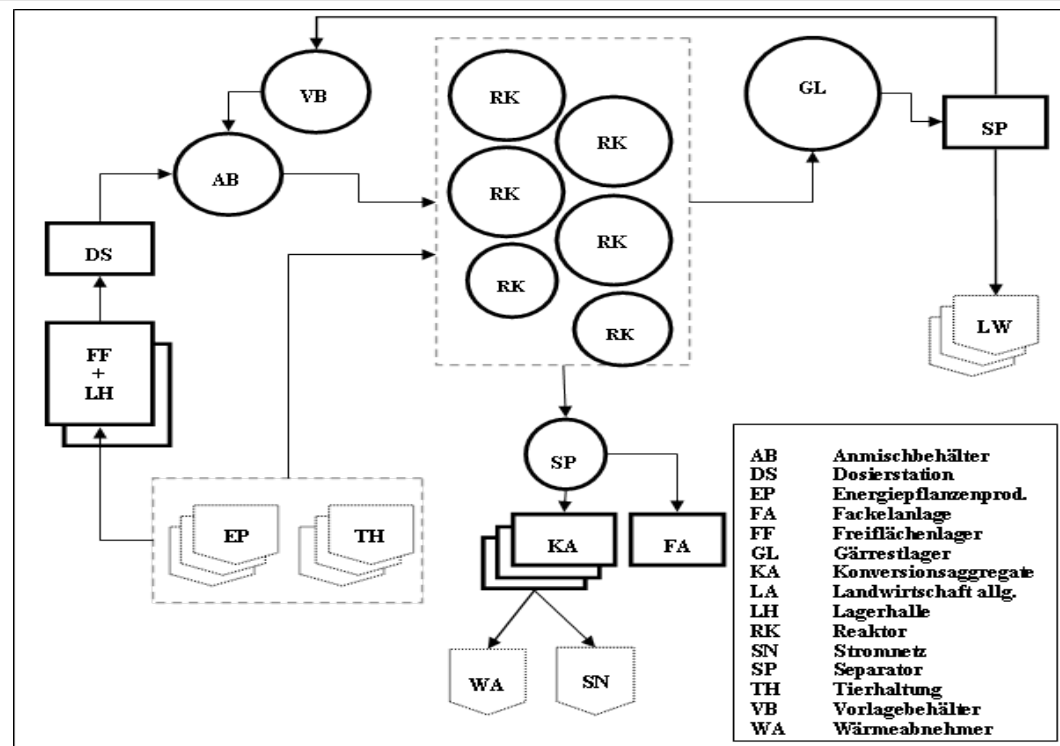 VB
GL
RK
RK
SP
AB
RK
RK
DS
RK
RK
LW
FF
+
LH
SP
EP
TH
KA
FA
WA
SN
AB Anmischbehälter
DS Dosierstation
EP Energiepflanzenprod.
FA Fackelanlage
FF Freiflächenlager
GL Gärrestlager
KA Konversionsaggregate
LA Landwirtschaft allg.
LH Lagerhalle
RK Reaktor
SN Stromnetz
SP Separator
TH Tierhaltung
VB Vorlagebehälter
WA Wärmeabnehmer